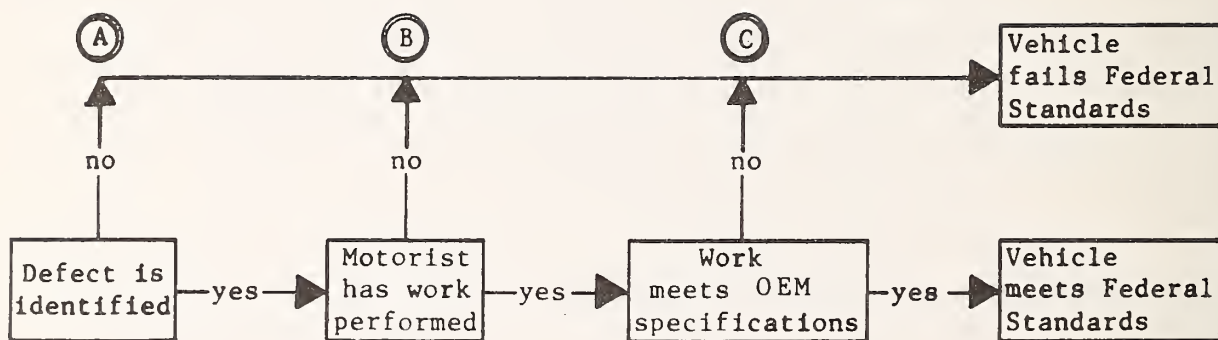 A
B
C
Vehicle
fails Federal
Standards
no
no
no
Defect is
identified
yes
Motorist
has work
performed
yes
Work
meets OEM
specifications
yes
Vehicle
meets Federal
Standards